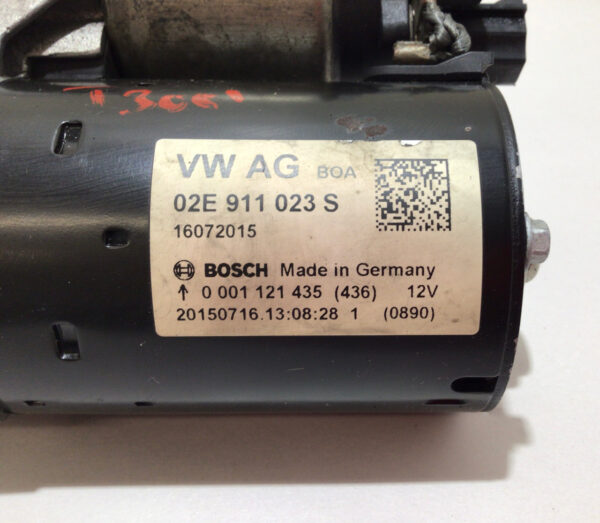 VW AG BOA
02E 911 023 S
16072015
BOSCH Made in Germany
↑ 0 001 121 435 (436) 12V
20150716.13:08:28 1 (0890)